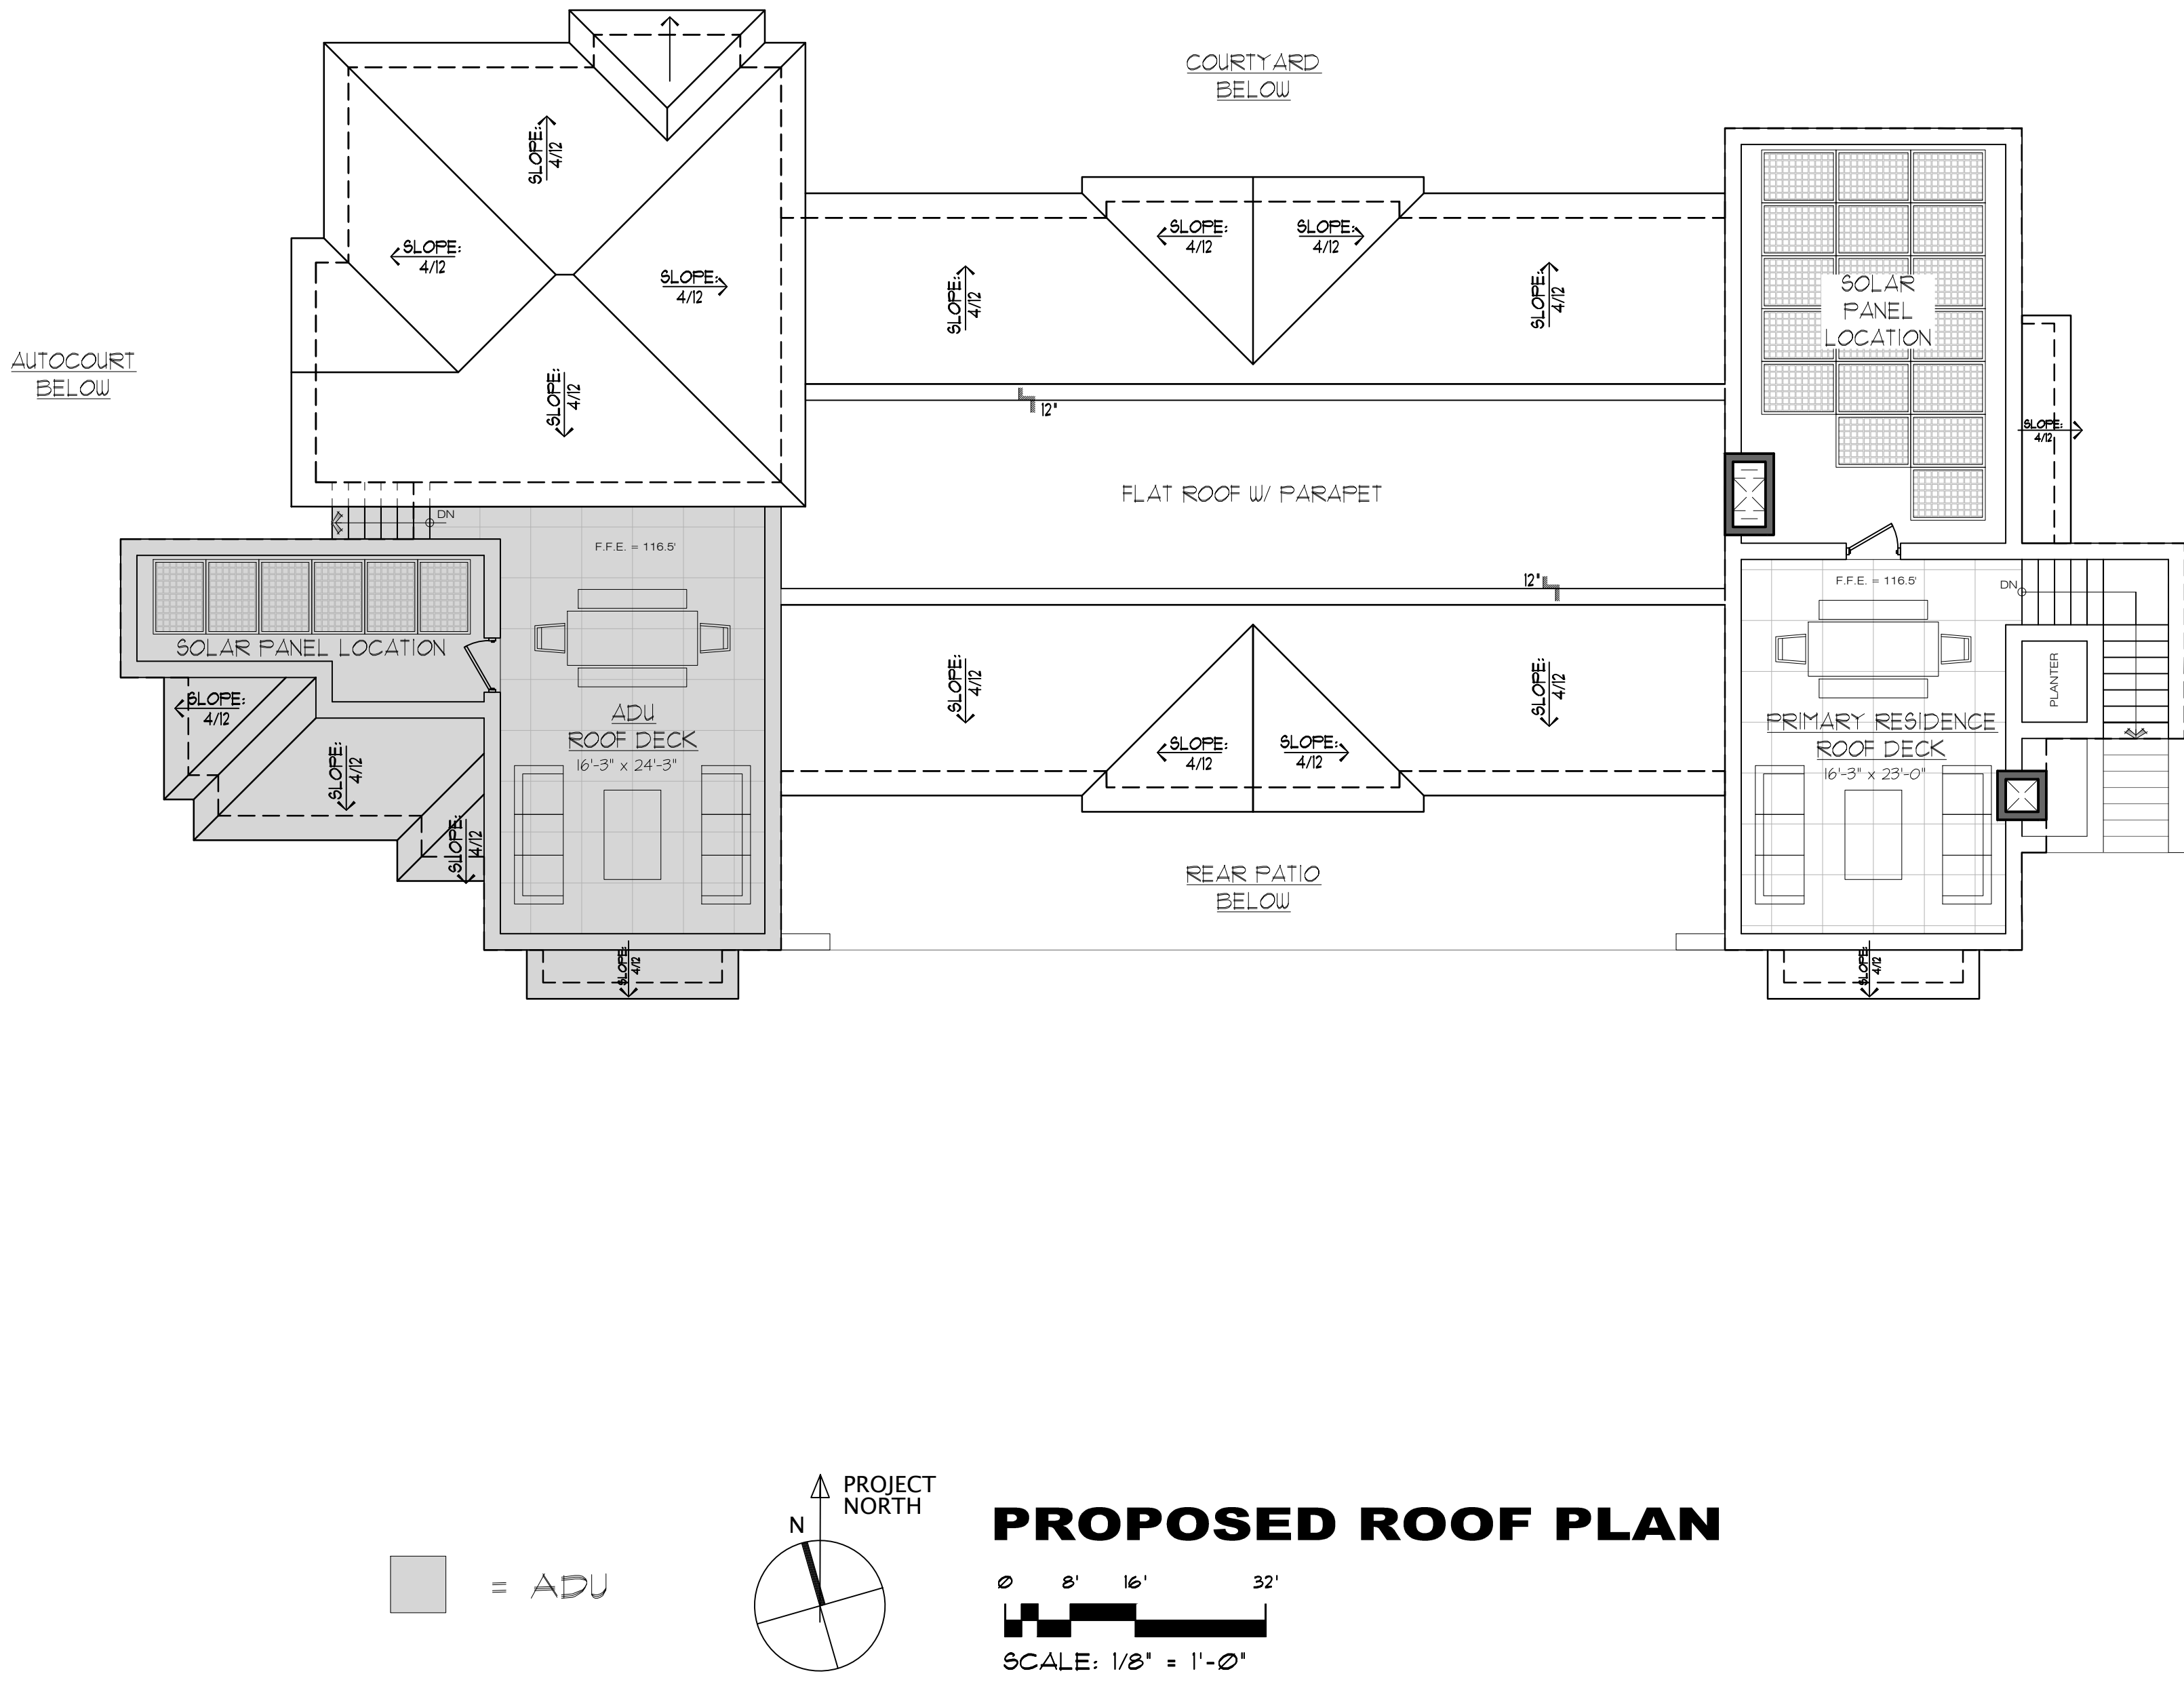 COURTYARD
BELOW
SLOPE:
4/12
SLOPE:
4/12
SLOPE:
4/12
SLOPE:
4/12
SLOPE:
4/12
SLOPE:
4/12
SLOPE:
4/12
SLOPE:
4/12
SOLAR
PANEL
LOCATION
AUTOCOURT
BELOW
SLOPE:
4/12
12"
SLOPE:
4/12
FLAT ROOF W/ PARAPET
DN
F.F.E. = 116.5'
12"
F.F.E. = 116.5'
DN
SOLAR PANEL LOCATION
PLANTER
SLOPE:
4/12
SLOPE:
4/12
SLOPE:
4/12
ADU
ROOF DECK
16'-3" x 24'-3"
SLOPE:
4/12
SLOPE:
4/12
PRIMARY RESIDENCE
ROOF DECK
16'-3" x 23'-0"
SLOPE:
4/12
SLOPE:
4/12
REAR PATIO
BELOW
SLOPE:
4/12
SLOPE:
4/12
PROJECT
NORTH
N
PROPOSED ROOF PLAN
= ADU
0 8' 16' 32'
SCALE: 1/8" = 1'-0"